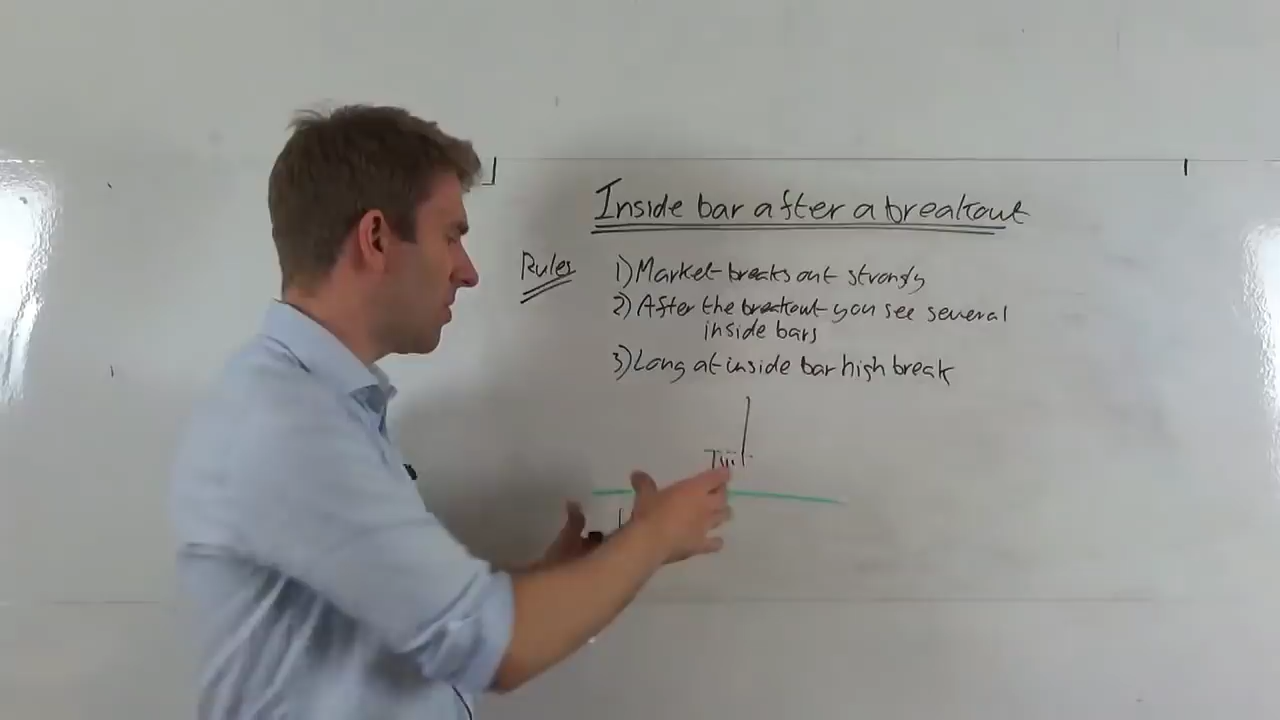 Inside bar after a breakout
Rules 1) Market breaks out strongly
2) After the breakout you see several
inside bars
3) Long at inside bar high break